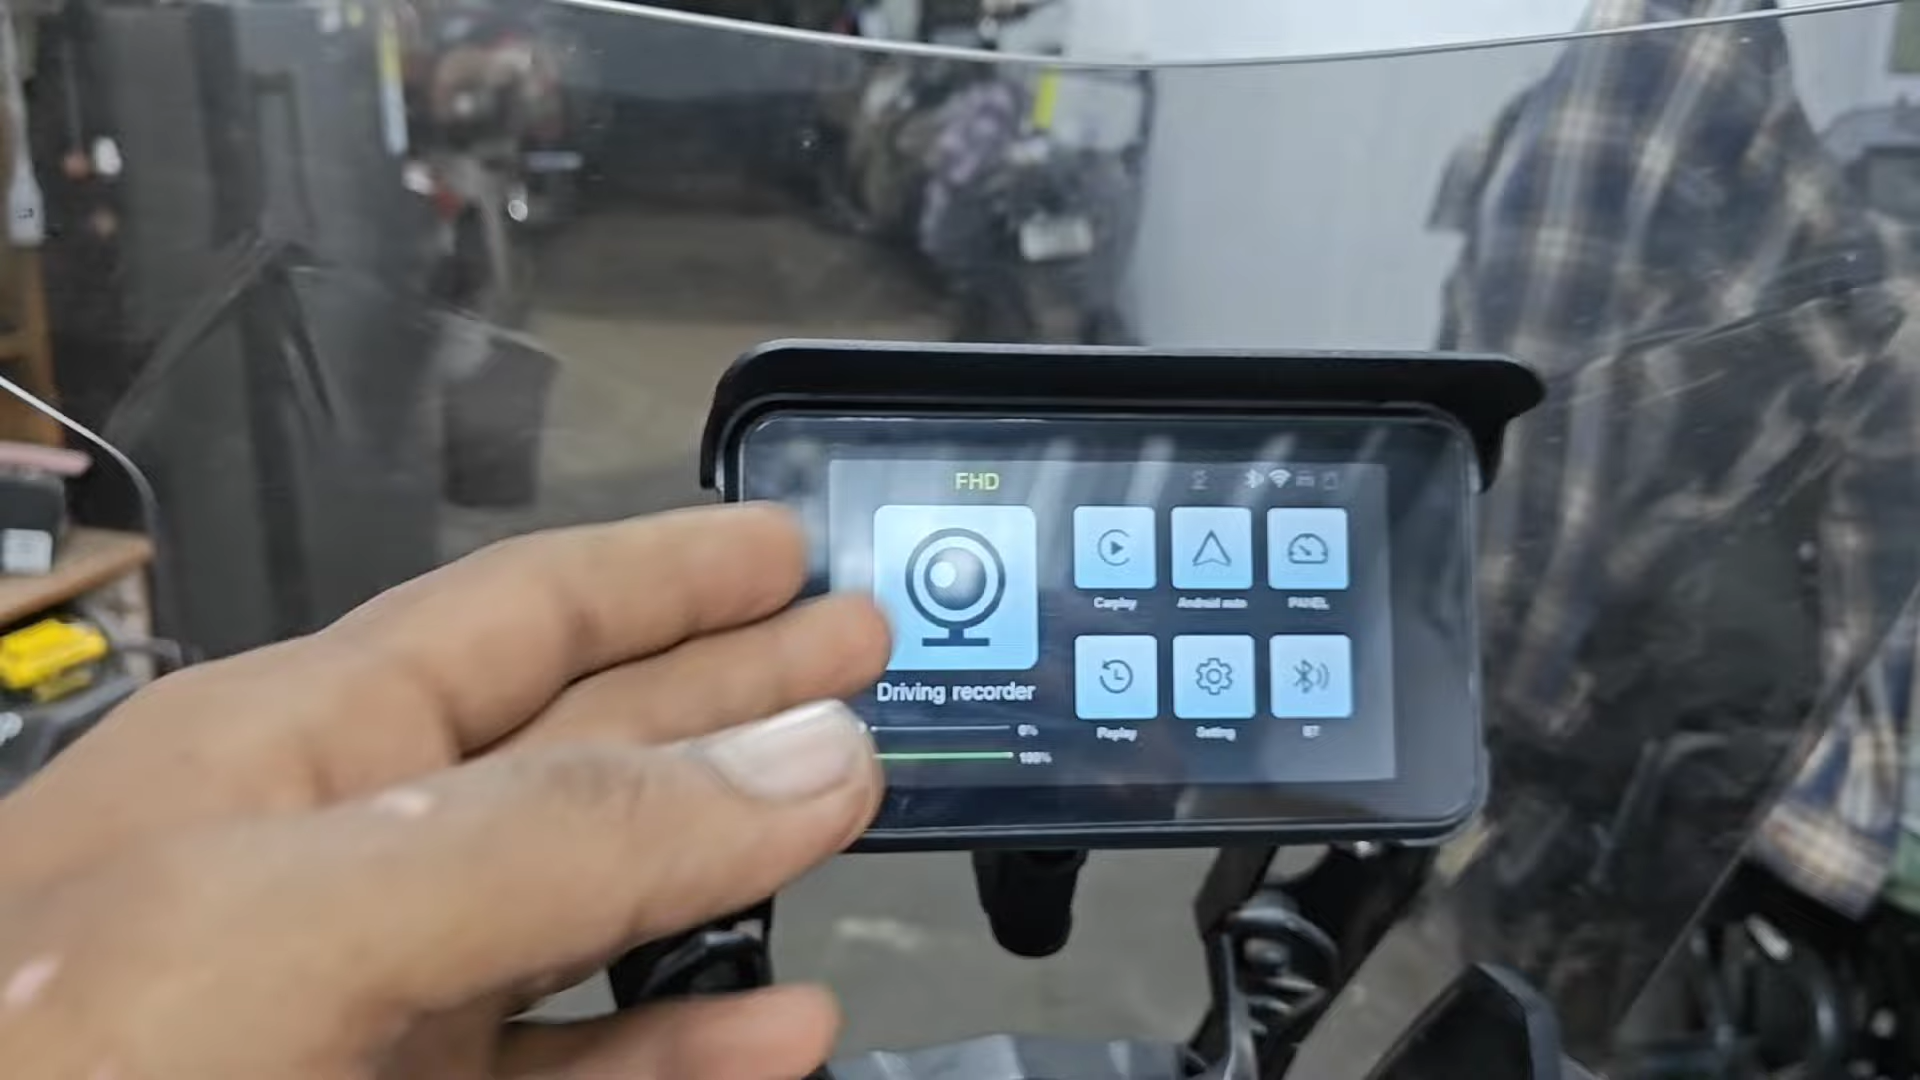 FHD
Carplay
Android auto
PANEL
Driving recorder
Replay
Setting
BT
0%
100%